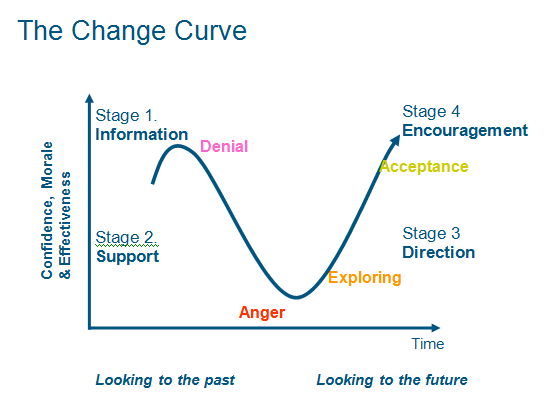 The Change Curve
Stage 1.
Information
Denial
Stage 4
Encouragement
Acceptance
Confidence, Morale
& Effectiveness
Stage 2.
Support
Stage 3
Direction
Exploring
Anger
Time
Looking to the past
Looking to the future